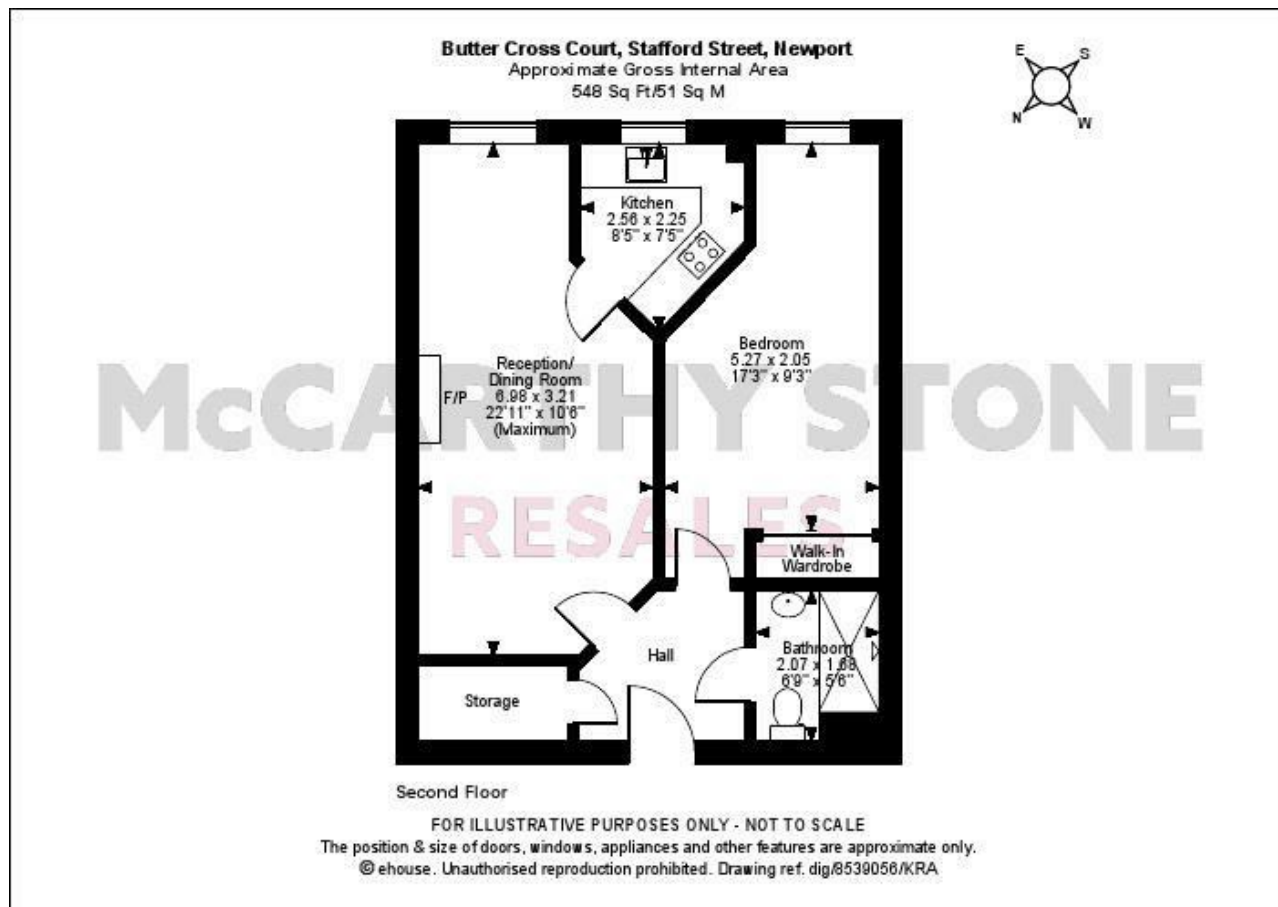 Butter Cross Court, Stafford Street, Newport
Approximate Gross Internal Area
548 Sq Ft/51 Sq M
E
S
N
W
Kitchen
2.56 x 2.25
8'5" x 7'5"
Bedroom
5.27 x 2.05
17'3" x 9'3"
Reception/
Dining Room
6.98 x 3.21
22'11" x 10'6"
(Maximum)
F/P
McCARTHY STONE
RESALES
Walk-In
Wardrobe
Hall
Bathroom
2.07 x 1.68
6'9" x 5'6"
Storage
Second Floor
FOR ILLUSTRATIVE PURPOSES ONLY - NOT TO SCALE
The position & size of doors, windows, appliances and other features are approximate only.
© ehouse. Unauthorised reproduction prohibited. Drawing ref. dig/8539056/KRA